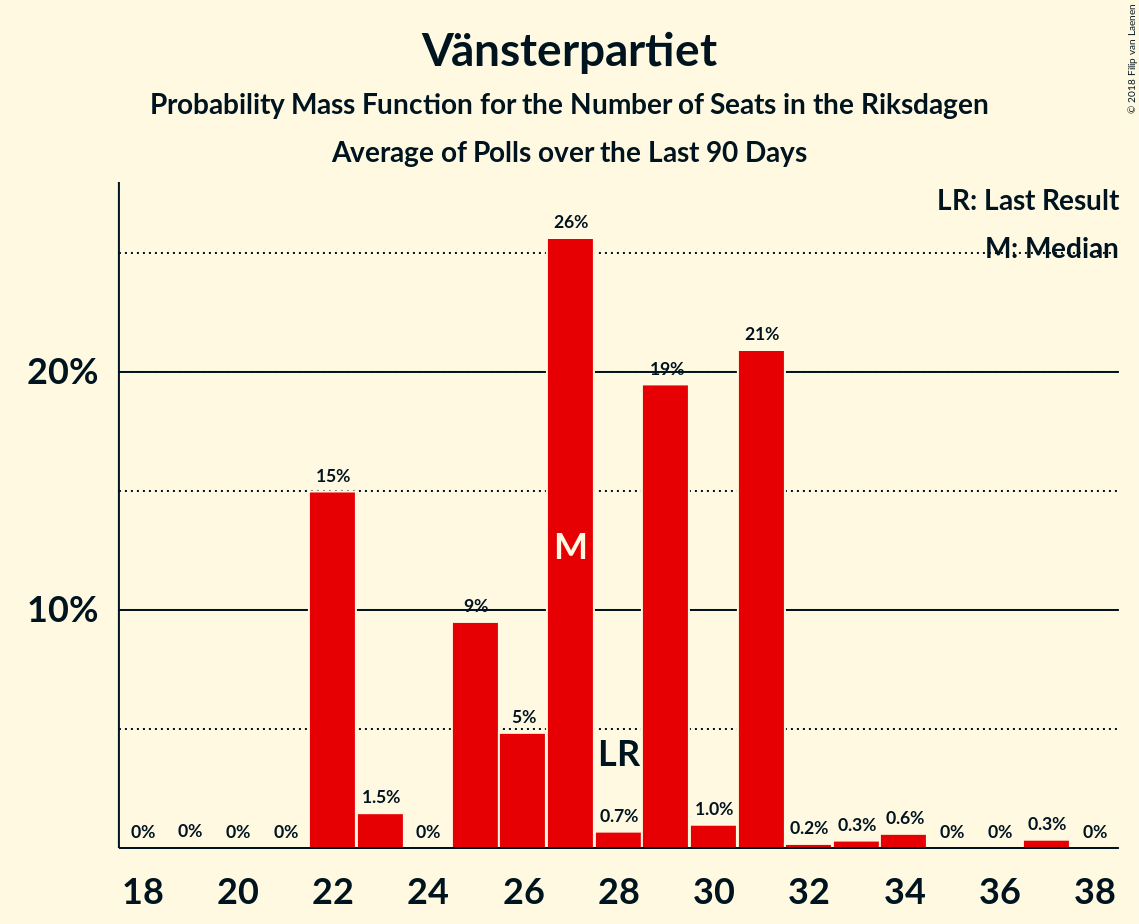 Vänsterpartiet
Probability Mass Function for the Number of Seats in the Riksdagen
Average of Polls over the Last 90 Days
© 2018 Filip van Laenen
LR: Last Result
M: Median
26%
21%
20%
19%
15%
M
10%
9%
5%
LR
1.5%
1.0%
0.7%
0.6%
0.2%
0.3%
0.3%
0% 0% 0% 0% 0% 0% 0% 0%
18 20 22 24 26 28 30 32 34 36 38